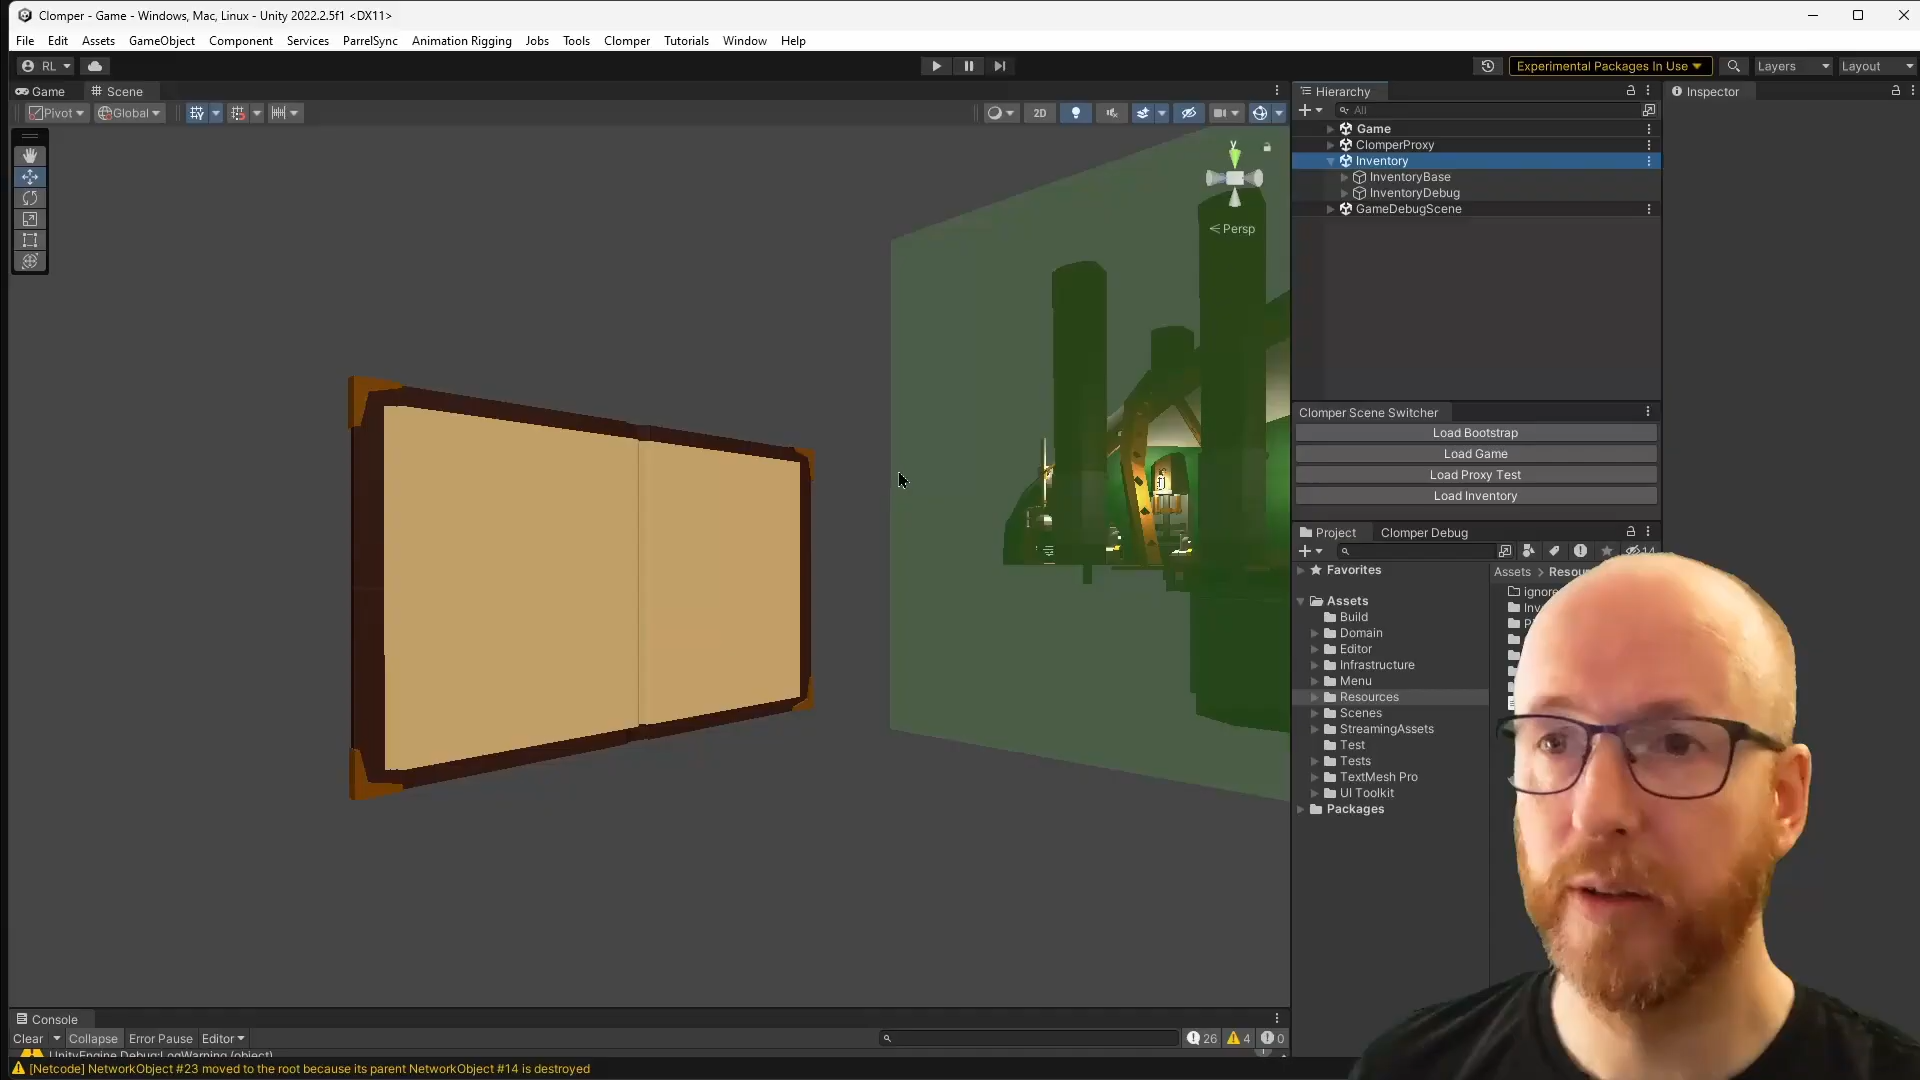 Clomper - Game - Windows, Mac, Linux - Unity 2022.2.5f1 <DX11>
File Edit Assets GameObject Component Services ParrelSync Animation Rigging Jobs Tools Clomper Tutorials Window Help
RL Experimental Packages In Use Layers Layout
Game Scene Hierarchy Inspector
Pivot Global 2D All
Game
ClomperProxy
Inventory
InventoryBase
InventoryDebug
GameDebugScene
y
Persp
Clomper Scene Switcher
Load Bootstrap
Load Game
Load Proxy Test
Load Inventory
Project Clomper Debug
14
Favorites
Assets
Build
Domain
Editor
Infrastructure
Menu
Resources
Scenes
StreamingAssets
Test
Tests
TextMesh Pro
UI Toolkit
Packages
Assets >
Console
Clear Collapse Error Pause Editor 26 4 0
UnityEngine.Debug:LogWarning (object)
[Netcode] NetworkObject #23 moved to the root because its parent NetworkObject #14 is destroyed